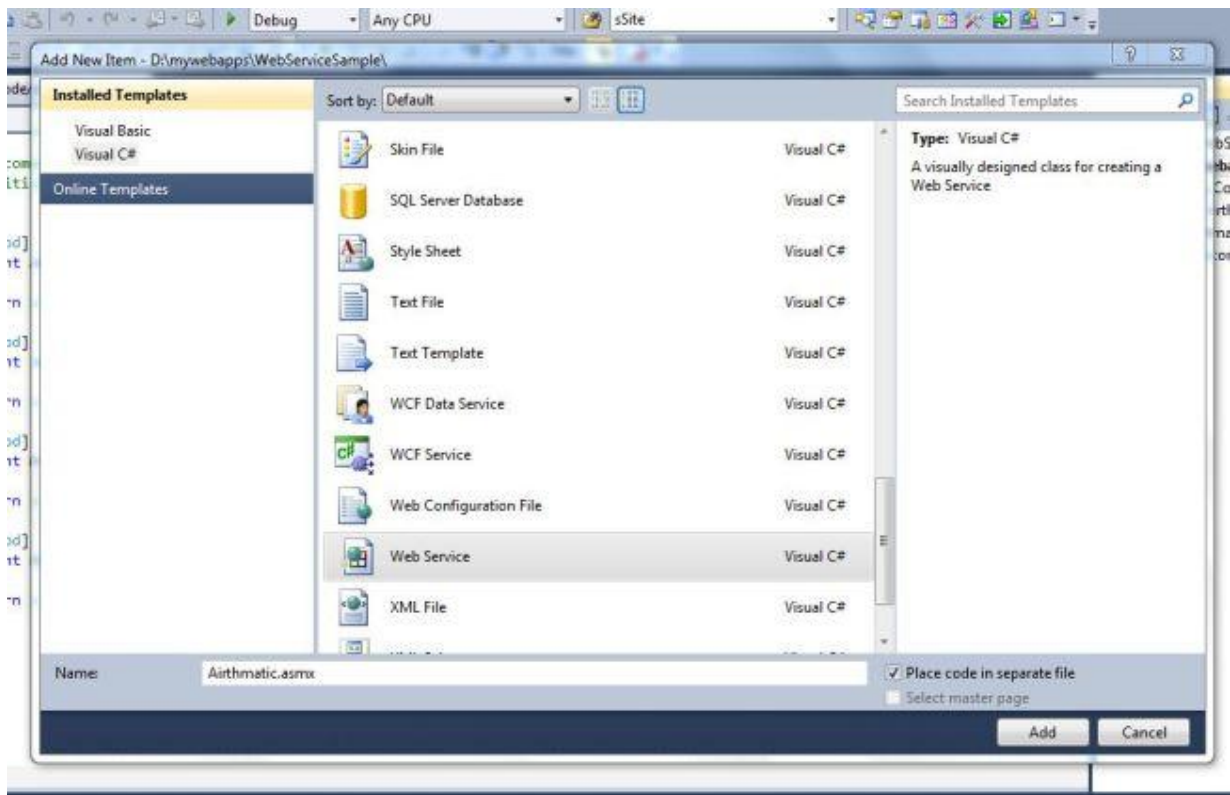 Debug
Any CPU
sSite
Add New Item - D:\mywebapps\WebServiceSample\
Installed Templates
Visual Basic
Visual C#
Online Templates
Sort by: Default
Search Installed Templates
Skin File Visual C#
SQL Server Database Visual C#
Style Sheet Visual C#
Text File Visual C#
Text Template Visual C#
WCF Data Service Visual C#
WCF Service Visual C#
Web Configuration File Visual C#
Web Service Visual C#
XML File Visual C#
Type: Visual C#
A visually designed class for creating a
Web Service
Name: Airthmatic.asmx
Place code in separate file
Select master page
Add
Cancel